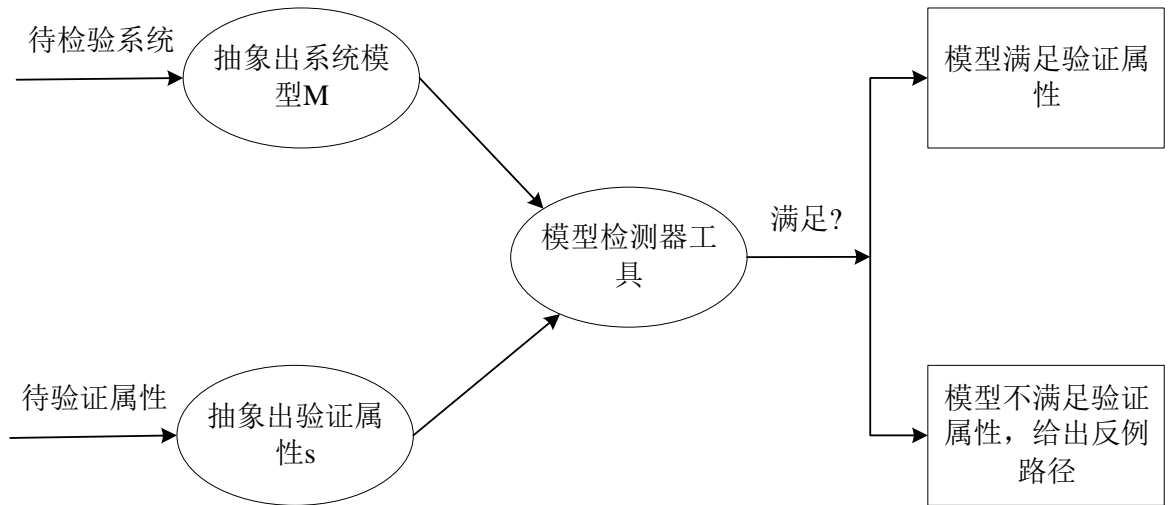 待检验系统
抽象出系统模
型M
模型满足验证属
性
满足?
模型检测器工
具
待验证属性
抽象出验证属
性s
模型不满足验证
属性，给出反例
路径